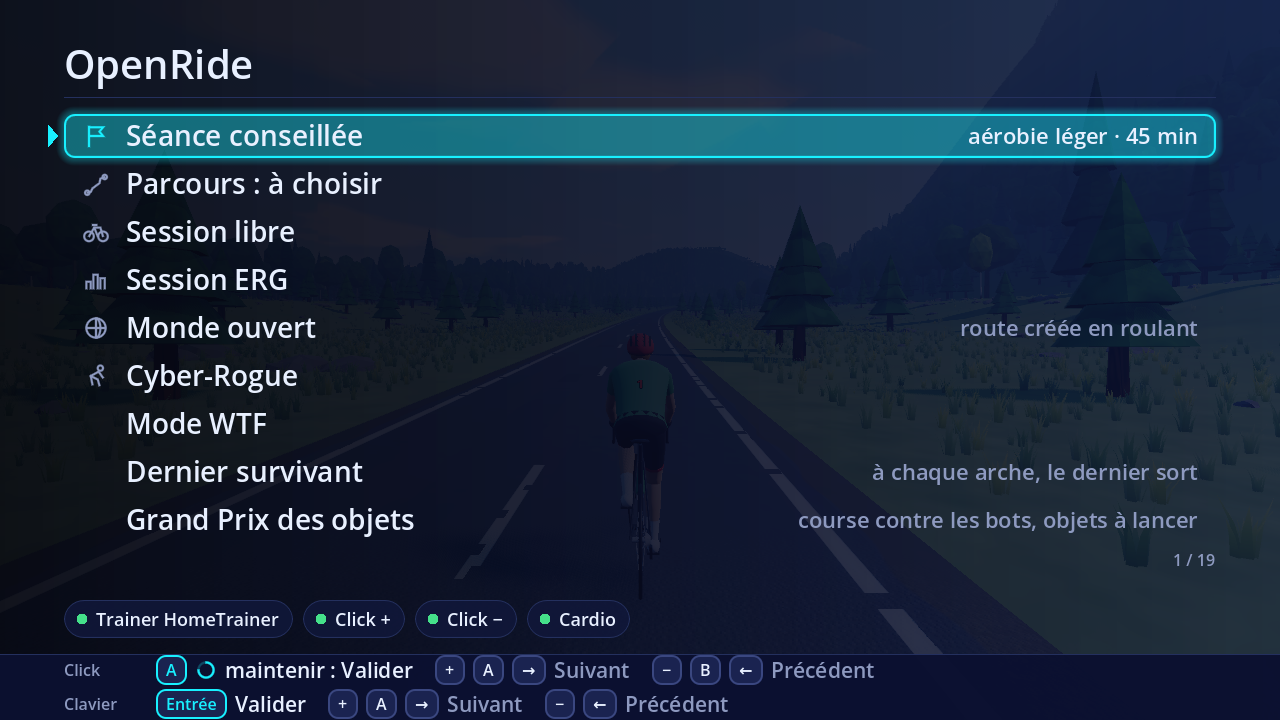 OpenRide
Séance conseillée aérobie léger · 45 min
Parcours : à choisir
Session libre
Session ERG
Monde ouvert route créée en roulant
Cyber-Rogue
Mode WTF
Dernier survivant à chaque arche, le dernier sort
Grand Prix des objets course contre les bots, objets à lancer
1 / 19
Trainer HomeTrainer Click + Click − Cardio
Click A maintenir : Valider + A → Suivant − B ← Précédent
Clavier Entrée Valider + A → Suivant − ← Précédent